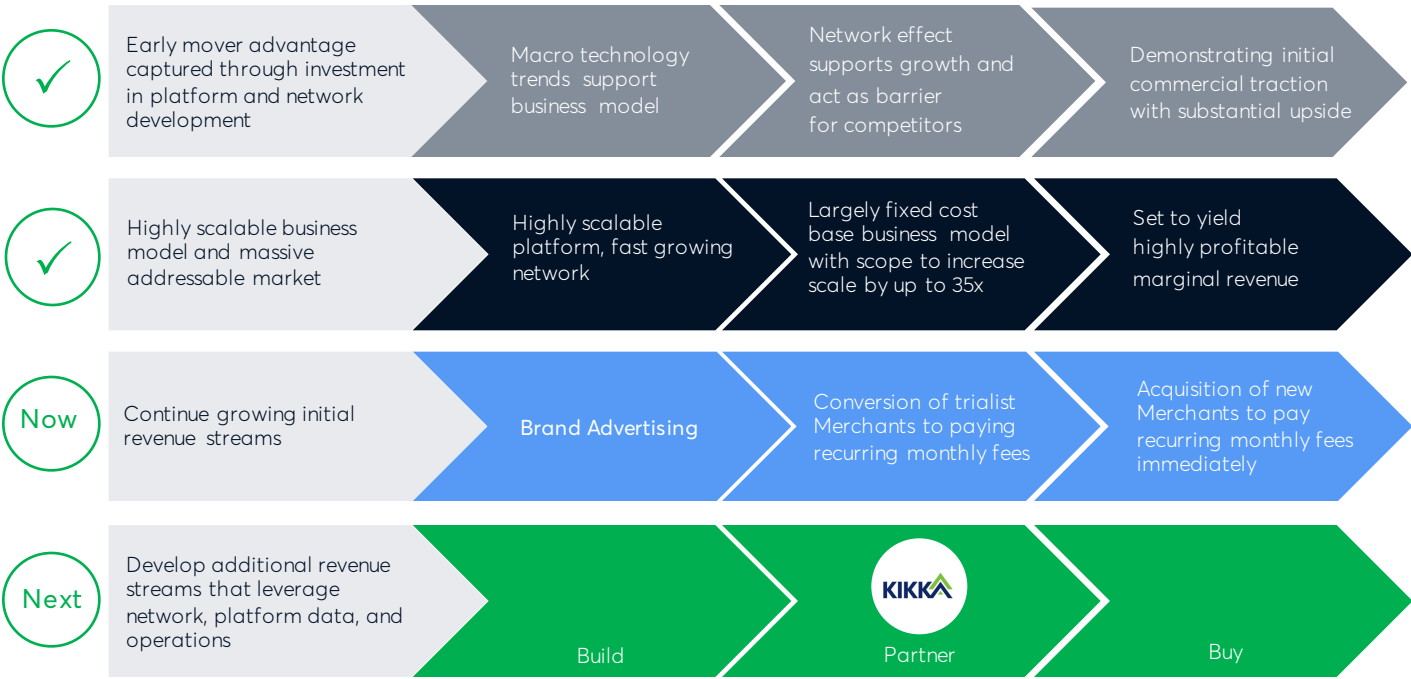 ✓
Early mover advantage
captured through investment
in platform and network
development
Macro technology
trends support
business model
Network effect
supports growth and
act as barrier
for competitors
Demonstrating initial
commercial traction
with substantial upside
✓
Highly scalable business
model and massive
addressable market
Highly scalable
platform, fast growing
network
Largely fixed cost
base business model
with scope to increase
scale by up to 35x
Set to yield
highly profitable
marginal revenue
Now
Continue growing initial
revenue streams
Brand Advertising
Conversion of trialist
Merchants to paying
recurring monthly fees
Acquisition of new
Merchants to pay
recurring monthly fees
immediately
Next
Develop additional revenue
streams that leverage
network, platform data, and
operations
Build
KIKKA
Partner
Buy